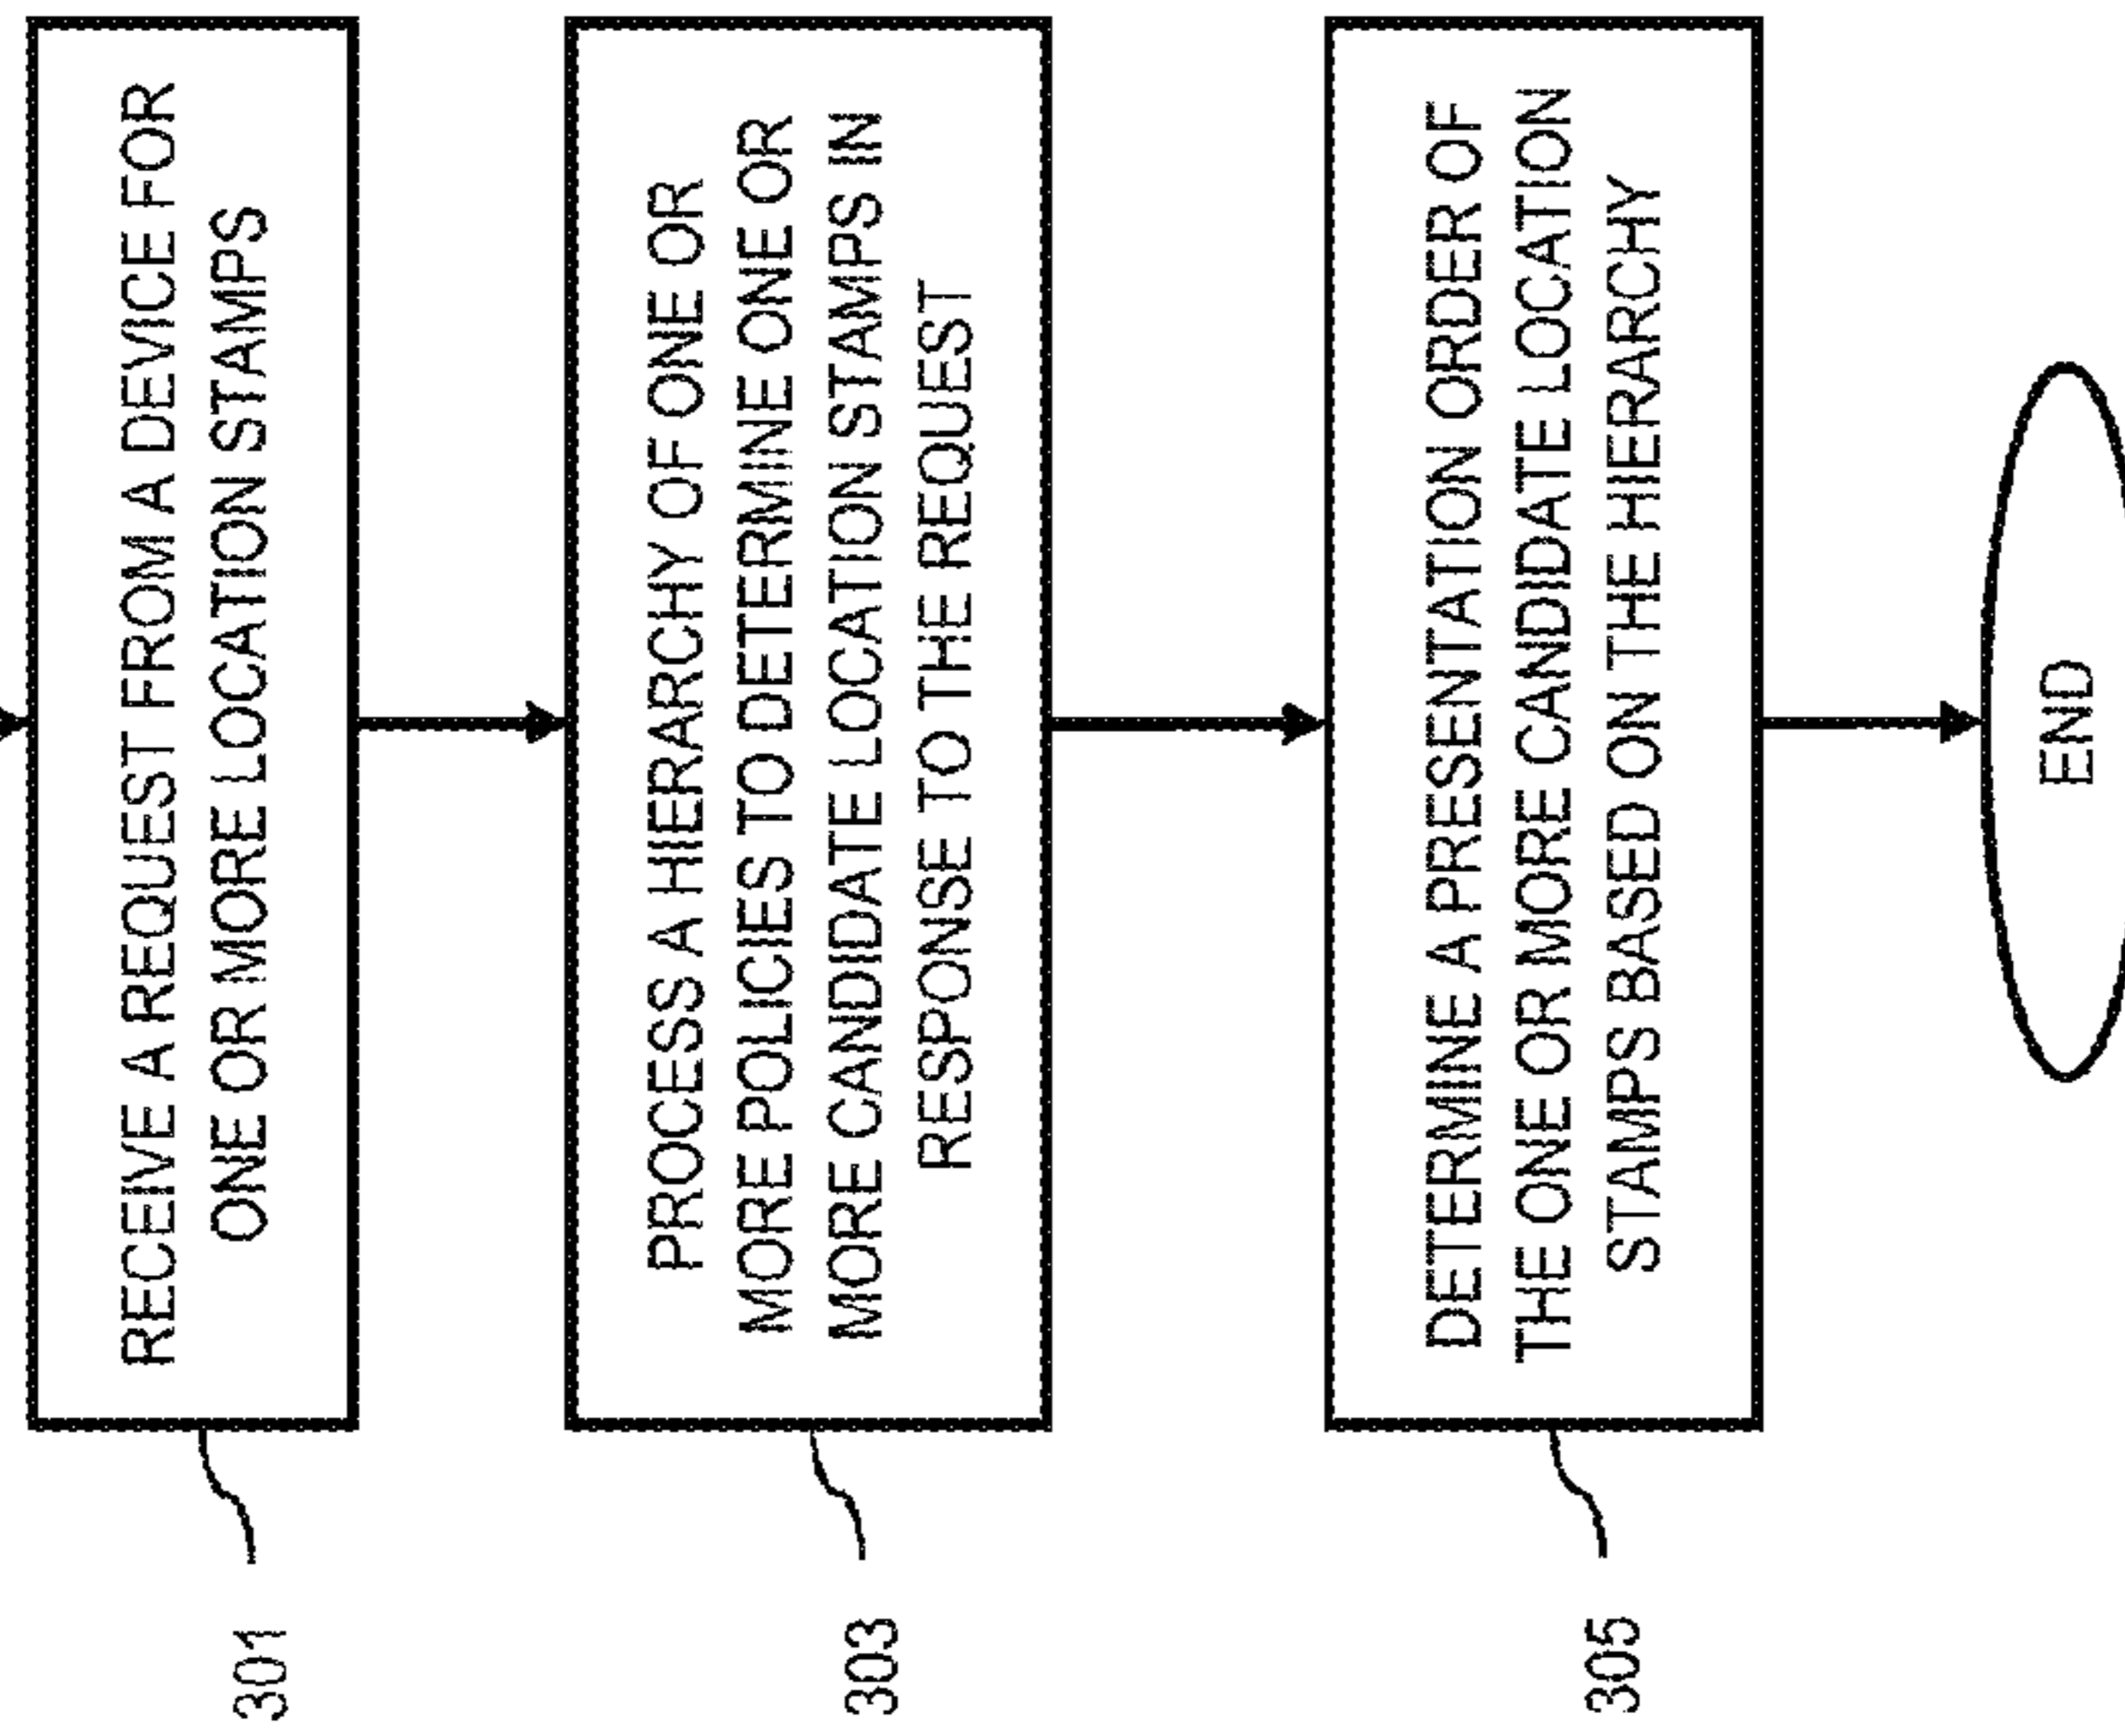 RECEIVE A REQUEST FROM A DEVICE FOR
ONE OR MORE LOCATION STAMPS
301
PROCESS A HIERARCHY OF ONE OR
MORE POLICIES TO DETERMINE ONE OR
MORE CANDIDATE LOCATION STAMPS IN
RESPONSE TO THE REQUEST
303
DETERMINE A PRESENTATION ORDER OF
THE ONE OR MORE CANDIDATE LOCATION
STAMPS BASED ON THE HIERARCHY
305
END